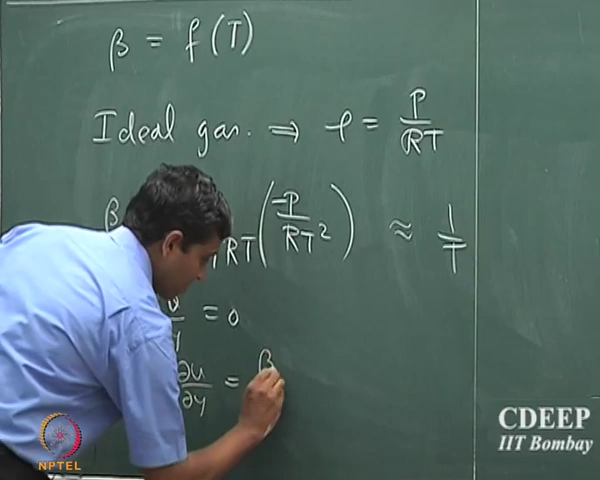 β = f(T)
Ideal gas. ⇒ ρ = P/RT
β RT(-P/RT²) ≈ 1/T
= 0
∂u/∂y = β
CDEEP
IIT Bombay
NPTEL